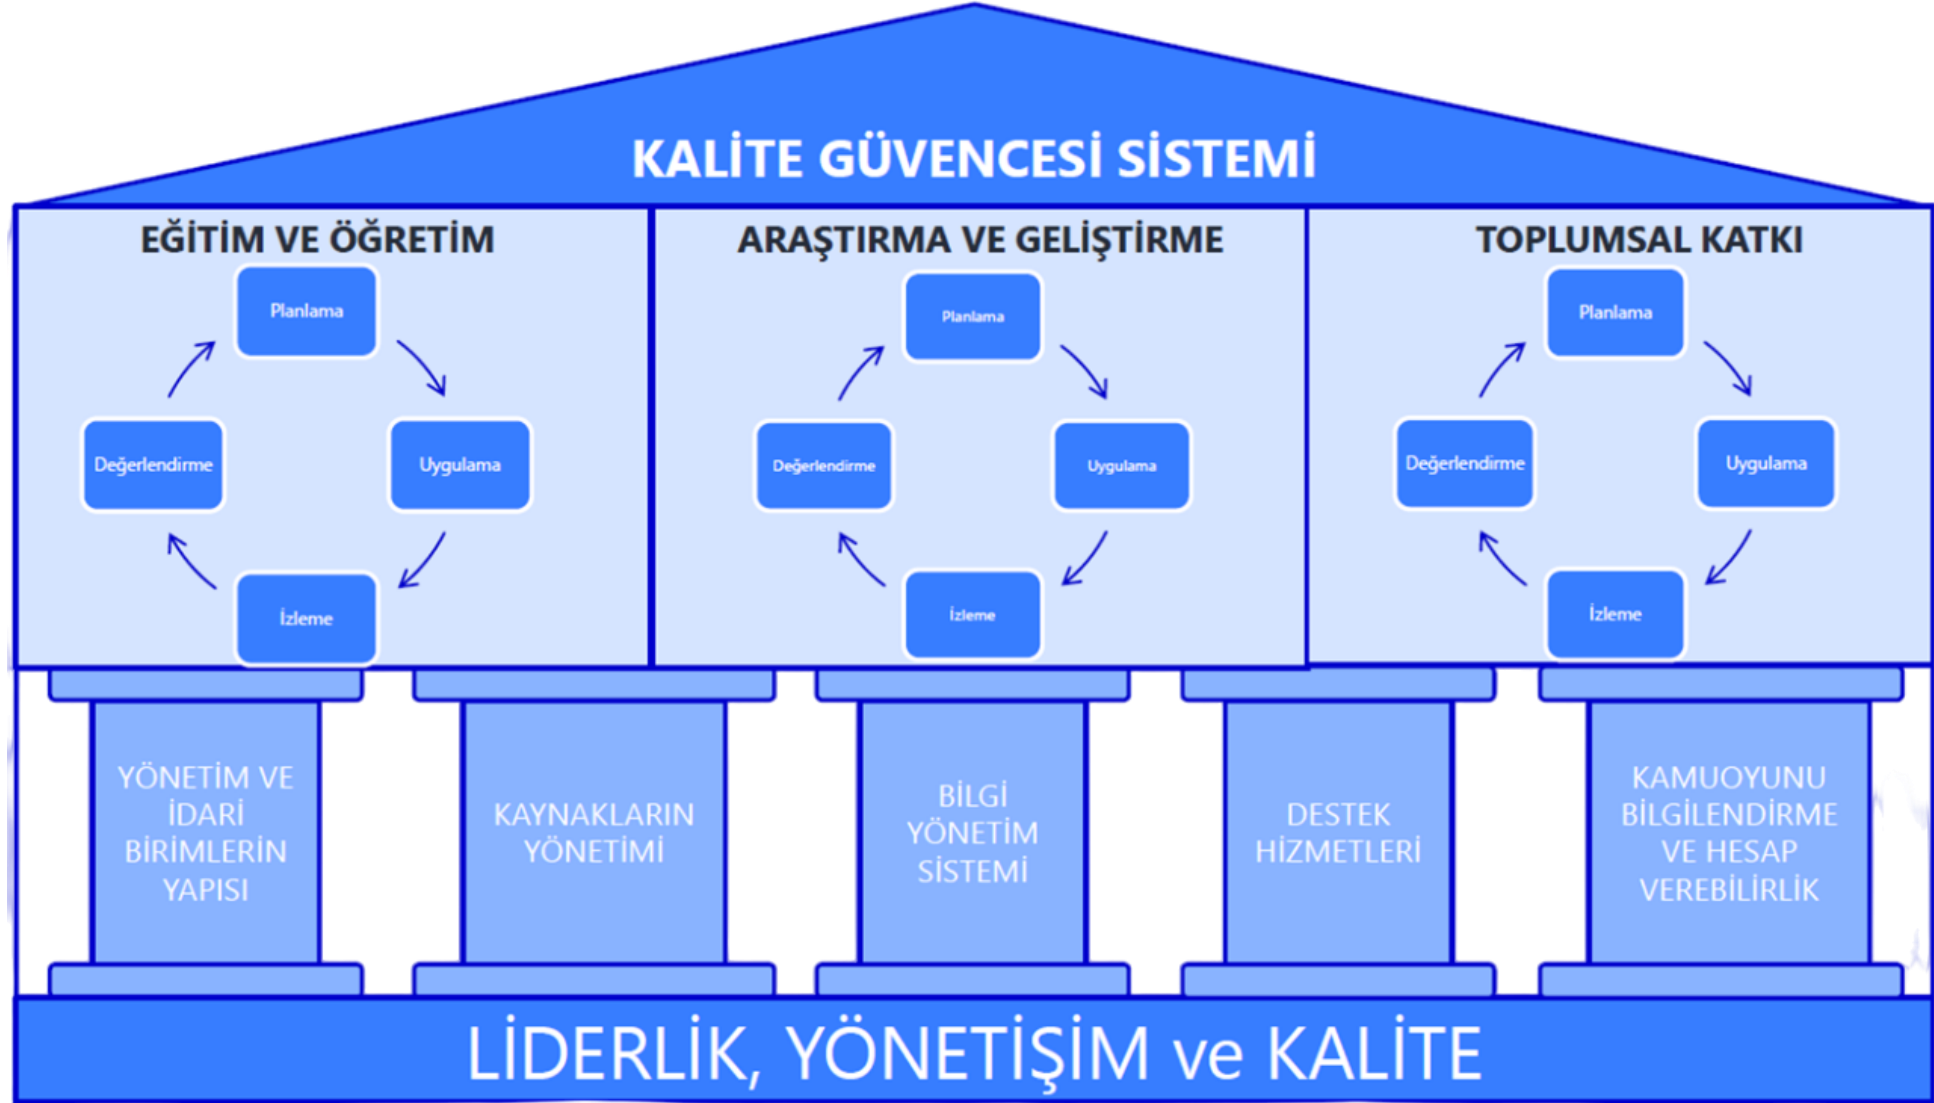 KALİTE GÜVENCESİ SİSTEMİ
EĞİTİM VE ÖĞRETİM
Planlama
Değerlendirme
Uygulama
İzleme
ARAŞTIRMA VE GELİŞTİRME
Planlama
Değerlendirme
Uygulama
İzleme
TOPLUMSAL KATKI
Planlama
Değerlendirme
Uygulama
İzleme
YÖNETİM VE
İDARİ
BİRİMLERİN
YAPISI
KAYNAKLARIN
YÖNETİMİ
BİLGİ
YÖNETİM
SİSTEMİ
DESTEK
HİZMETLERİ
KAMUOYUNU
BİLGİLENDİRME
VE HESAP
VEREBİLİRLİK
LİDERLİK, YÖNETİŞİM ve KALİTE